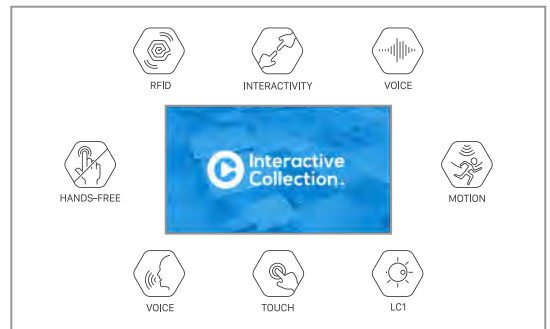 RFID
INTERACTIVITY
VOICE
Interactive
Collection.
HANDS-FREE
MOTION
VOICE
TOUCH
LC1